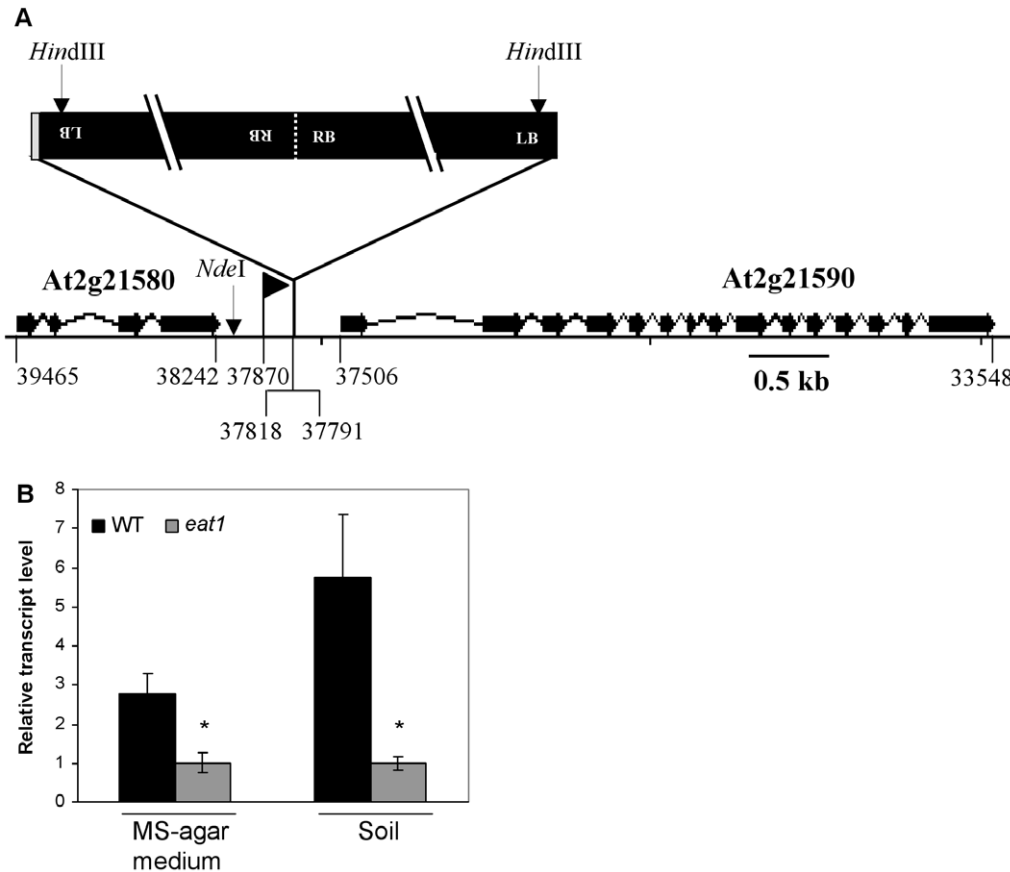 A
HindIII HindIII
LB RB RB LB
At2g21580 NdeI At2g21590
39465 38242 37870 37506 0.5 kb 33548
37818 37791
B
8
7
6
5
4
3
2
1
0
Relative transcript level
WT eat1
* *
MS-agar medium
Soil